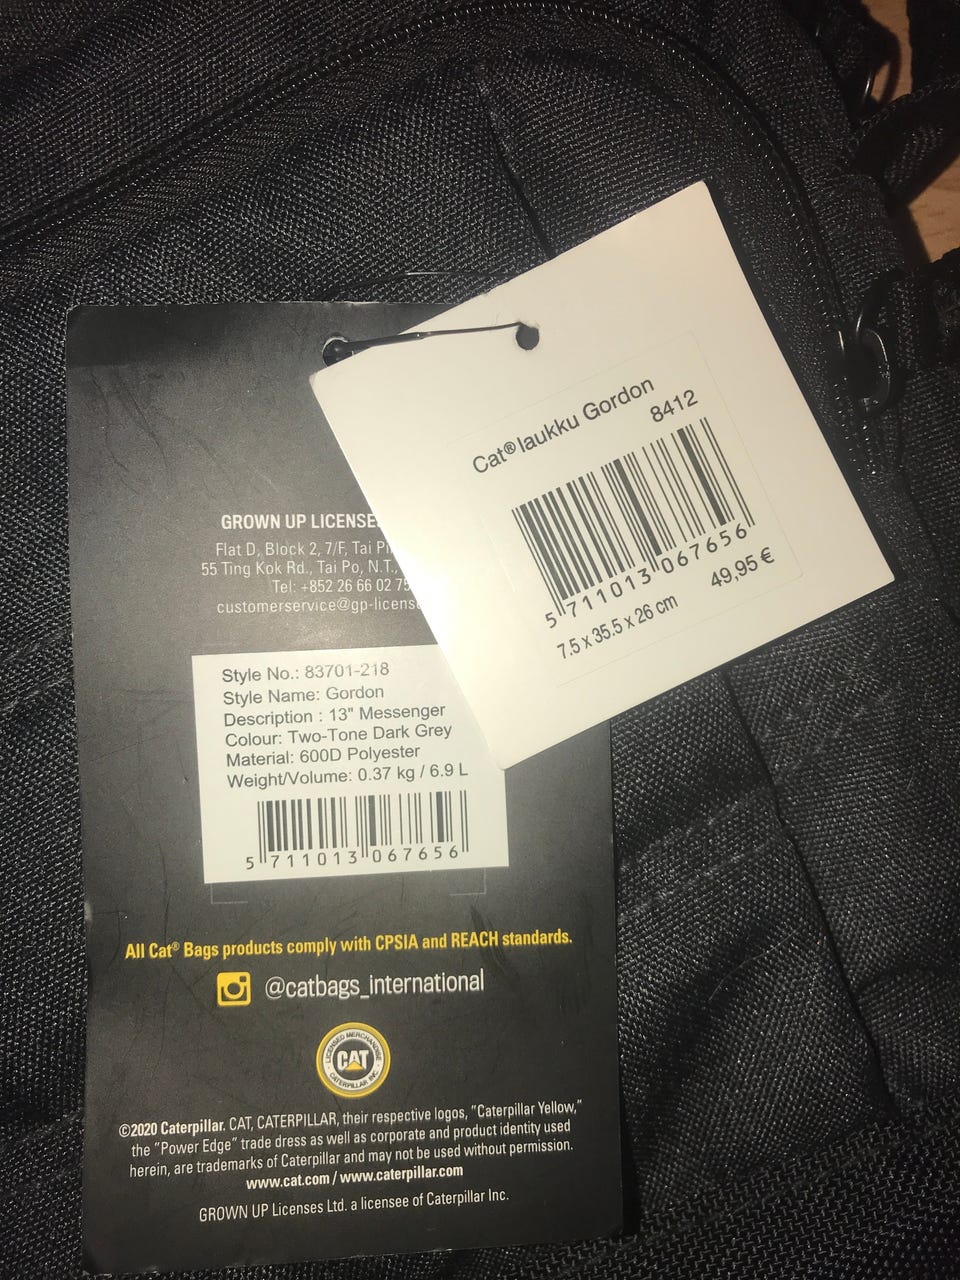 Cat® laukku Gordon
8412
5 711013 067656
7.5 x 35.5 x 26 cm 49,95 €
GROWN UP LICENSE
Flat D, Block 2, 7/F, Tai
55 Ting Kok Rd., Tai Po, N.T.,
Tel: +852 26 66 02 75
customerservice@gp-license
Style No.: 83701-218
Style Name: Gordon
Description : 13" Messenger
Colour: Two-Tone Dark Grey
Material: 600D Polyester
Weight/Volume: 0.37 kg / 6.9 L
5 711013 067656
All Cat® Bags products comply with CPSIA and REACH standards.
@catbags_international
LICENSED MERCHANDISE
CAT
CATERPILLAR INC.
©2020 Caterpillar. CAT, CATERPILLAR, their respective logos, "Caterpillar Yellow,"
the "Power Edge" trade dress as well as corporate and product identity used
herein, are trademarks of Caterpillar and may not be used without permission.
www.cat.com / www.caterpillar.com
GROWN UP Licenses Ltd. a licensee of Caterpillar Inc.